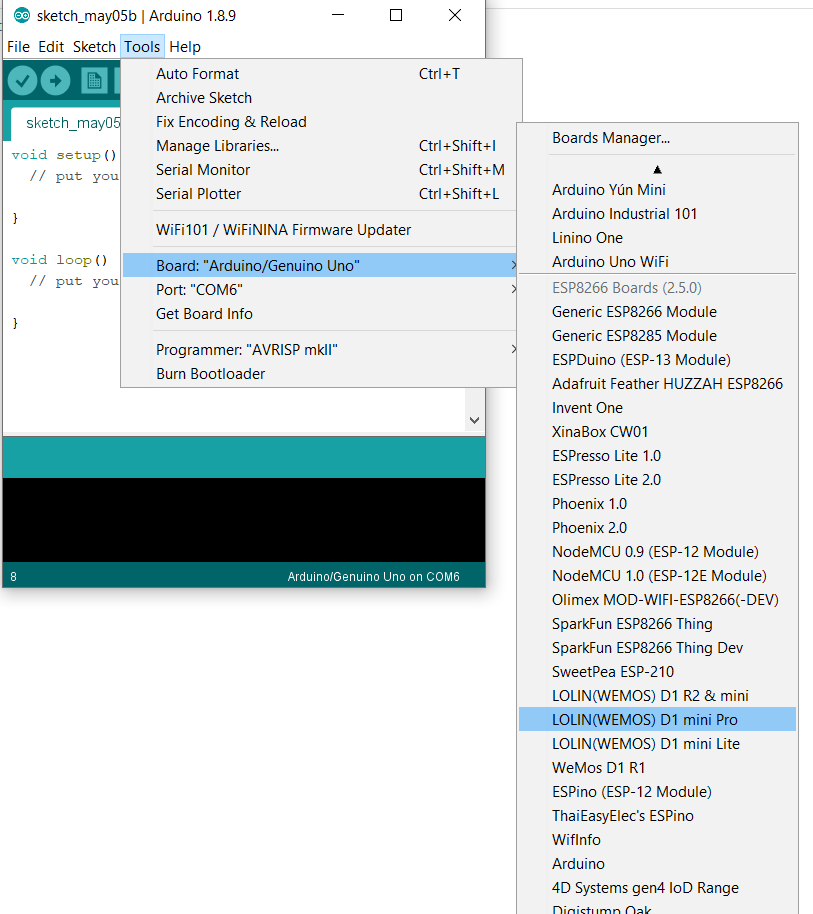 sketch_may05b | Arduino 1.8.9
File Edit Sketch Tools Help
sketch_may05
void setup()
// put you
}
void loop()
// put you
}
Auto Format Ctrl+T
Archive Sketch
Fix Encoding & Reload
Manage Libraries... Ctrl+Shift+I
Serial Monitor Ctrl+Shift+M
Serial Plotter Ctrl+Shift+L
WiFi101 / WiFiNINA Firmware Updater
Board: "Arduino/Genuino Uno"
Port: "COM6"
Get Board Info
Programmer: "AVRISP mkII"
Burn Bootloader
8 Arduino/Genuino Uno on COM6
Boards Manager...
Arduino Yún Mini
Arduino Industrial 101
Linino One
Arduino Uno WiFi
ESP8266 Boards (2.5.0)
Generic ESP8266 Module
Generic ESP8285 Module
ESPDuino (ESP-13 Module)
Adafruit Feather HUZZAH ESP8266
Invent One
XinaBox CW01
ESPresso Lite 1.0
ESPresso Lite 2.0
Phoenix 1.0
Phoenix 2.0
NodeMCU 0.9 (ESP-12 Module)
NodeMCU 1.0 (ESP-12E Module)
Olimex MOD-WIFI-ESP8266(-DEV)
SparkFun ESP8266 Thing
SparkFun ESP8266 Thing Dev
SweetPea ESP-210
LOLIN(WEMOS) D1 R2 & mini
LOLIN(WEMOS) D1 mini Pro
LOLIN(WEMOS) D1 mini Lite
WeMos D1 R1
ESPino (ESP-12 Module)
ThaiEasyElec's ESPino
WifInfo
Arduino
4D Systems gen4 IoD Range
Digistump Oak